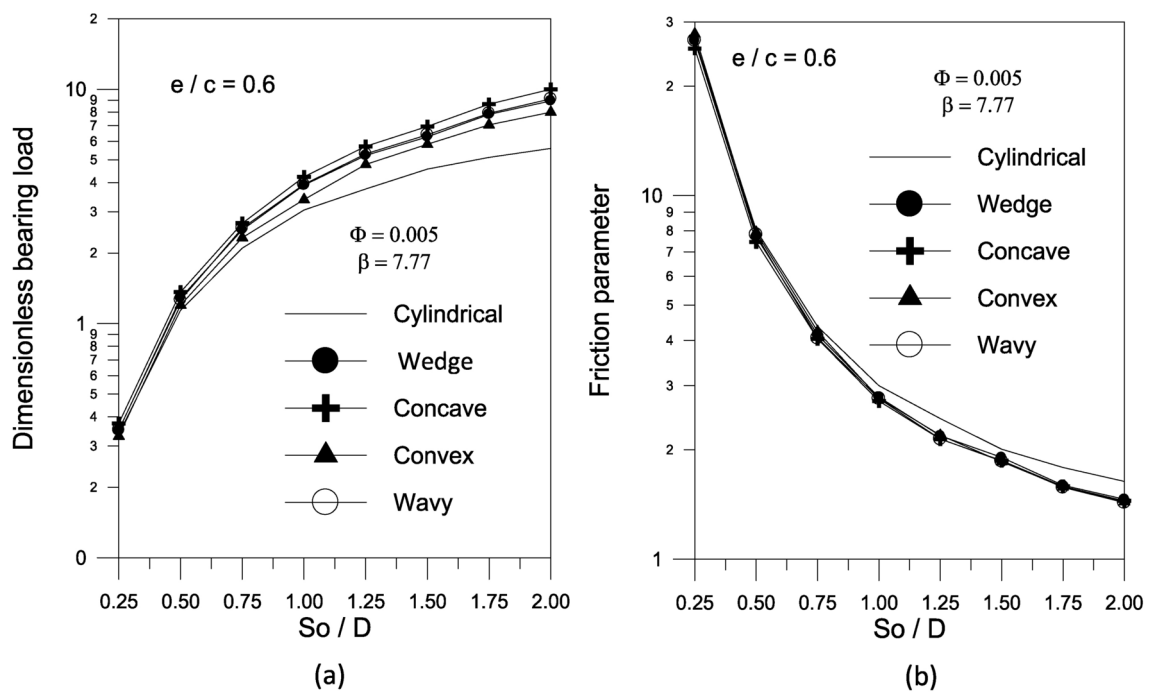 2
10
9
8
7
6
5
4
3
2
1
9
8
7
6
5
4
3
2
0
Dimensionless bearing load
e / c = 0.6
Φ = 0.005
β = 7.77
Cylindrical
Wedge
Concave
Convex
Wavy
0.25 0.50 0.75 1.00 1.25 1.50 1.75 2.00
So / D
(a)
3
2
10
9
8
7
6
5
4
3
2
1
Friction parameter
e / c = 0.6
Φ = 0.005
β = 7.77
Cylindrical
Wedge
Concave
Convex
Wavy
0.25 0.50 0.75 1.00 1.25 1.50 1.75 2.00
So / D
(b)